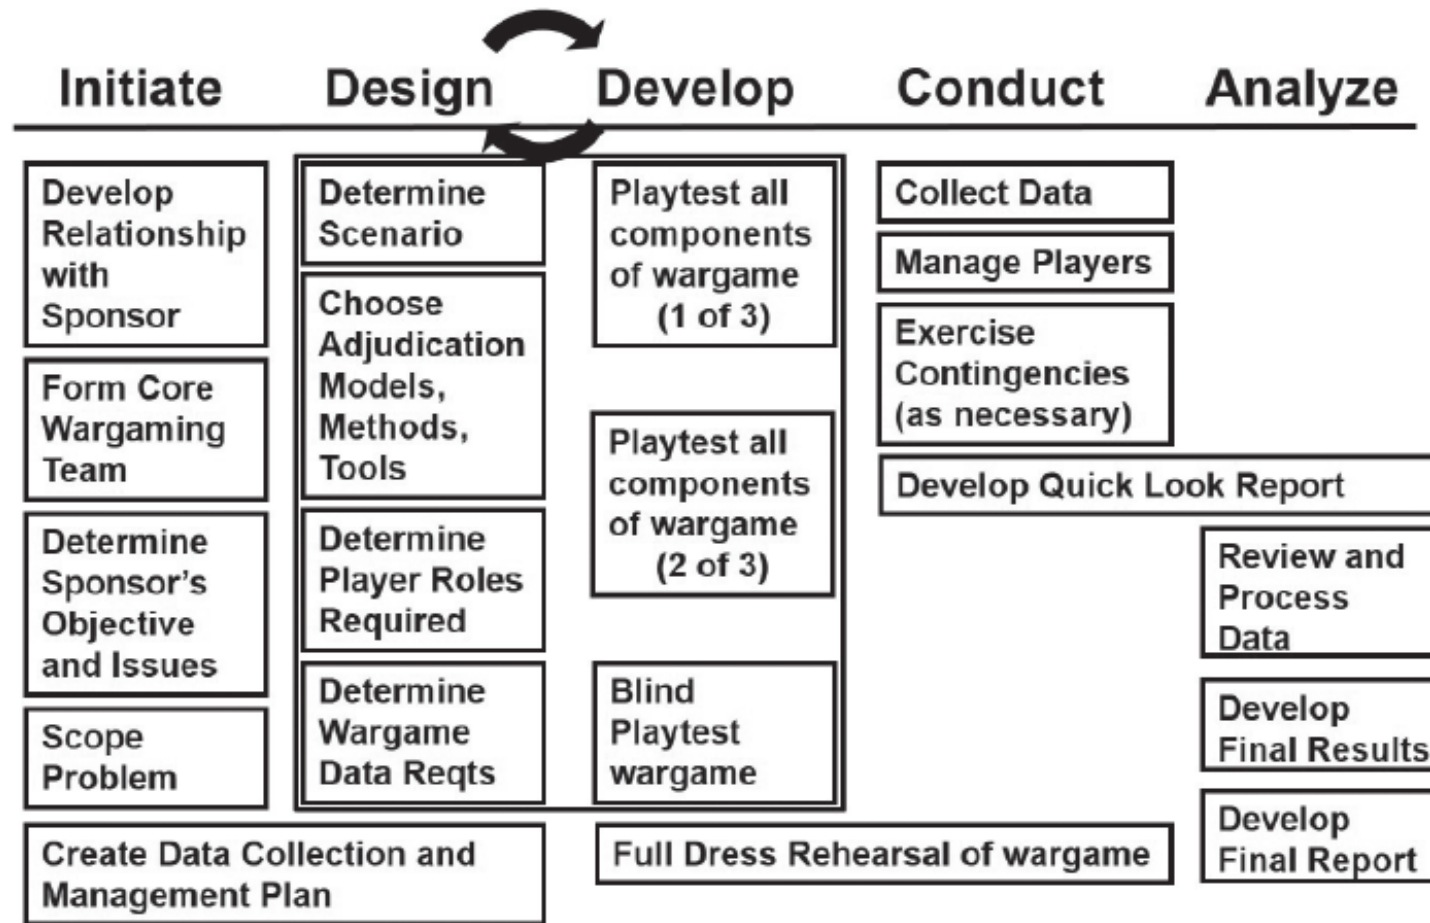 Initiate
Design
Develop
Conduct
Analyze
Develop
Relationship
with
Sponsor
Form Core
Wargaming
Team
Determine
Sponsor's
Objective
and Issues
Scope
Problem
Create Data Collection and
Management Plan
Determine
Scenario
Choose
Adjudication
Models,
Methods,
Tools
Determine
Player Roles
Required
Determine
Wargame
Data Reqts
Playtest all
components
of wargame
(1 of 3)
Playtest all
components
of wargame
(2 of 3)
Blind
Playtest
wargame
Full Dress Rehearsal of wargame
Collect Data
Manage Players
Exercise
Contingencies
(as necessary)
Develop Quick Look Report
Review and
Process
Data
Develop
Final Results
Develop
Final Report